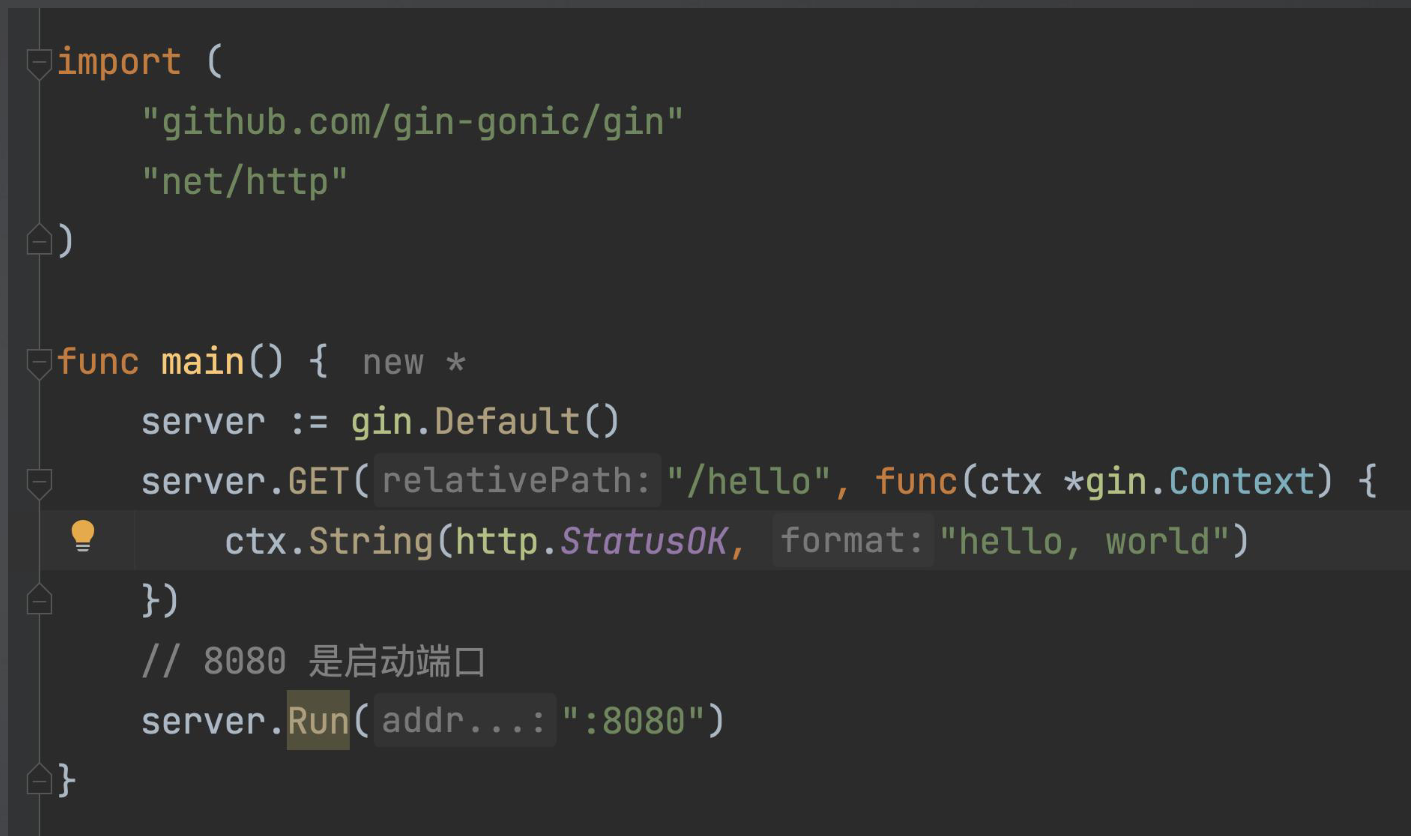 import (
"github.com/gin-gonic/gin"
"net/http"
)
func main() { new *
server := gin.Default()
server.GET( relativePath: "/hello", func(ctx *gin.Context) {
ctx.String(http.StatusOK, format: "hello, world")
})
// 8080 是启动端口
server.Run( addr...: ":8080")
}